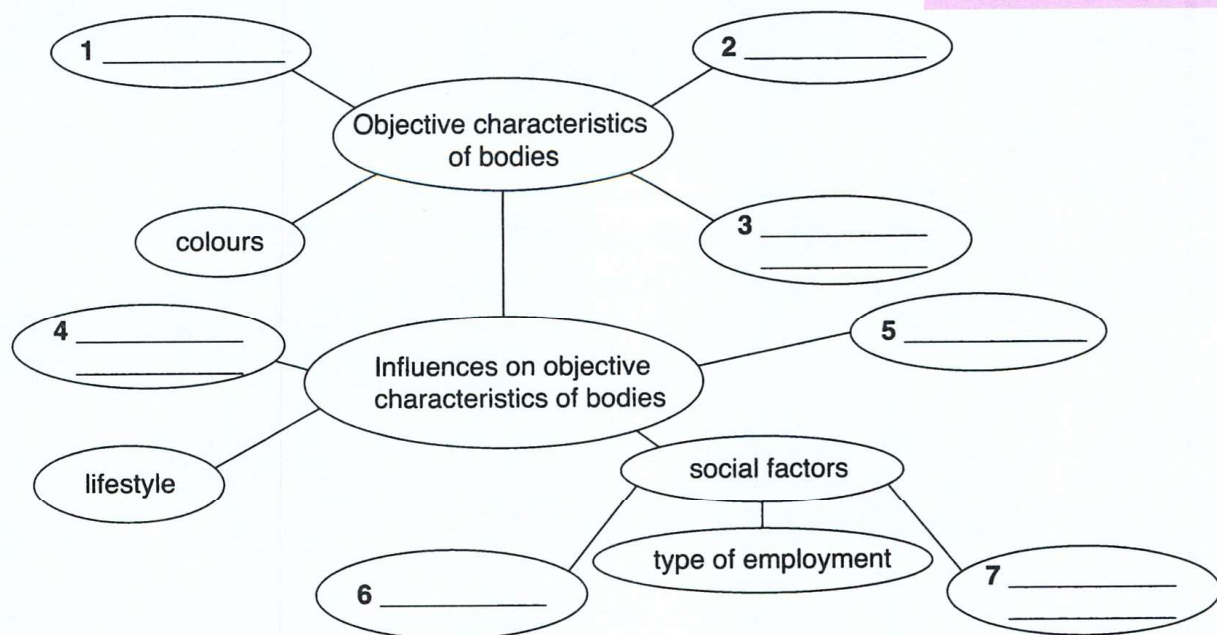 1
2
Objective characteristics
of bodies
colours
3
4
5
Influences on objective
characteristics of bodies
social factors
lifestyle
type of employment
6
7